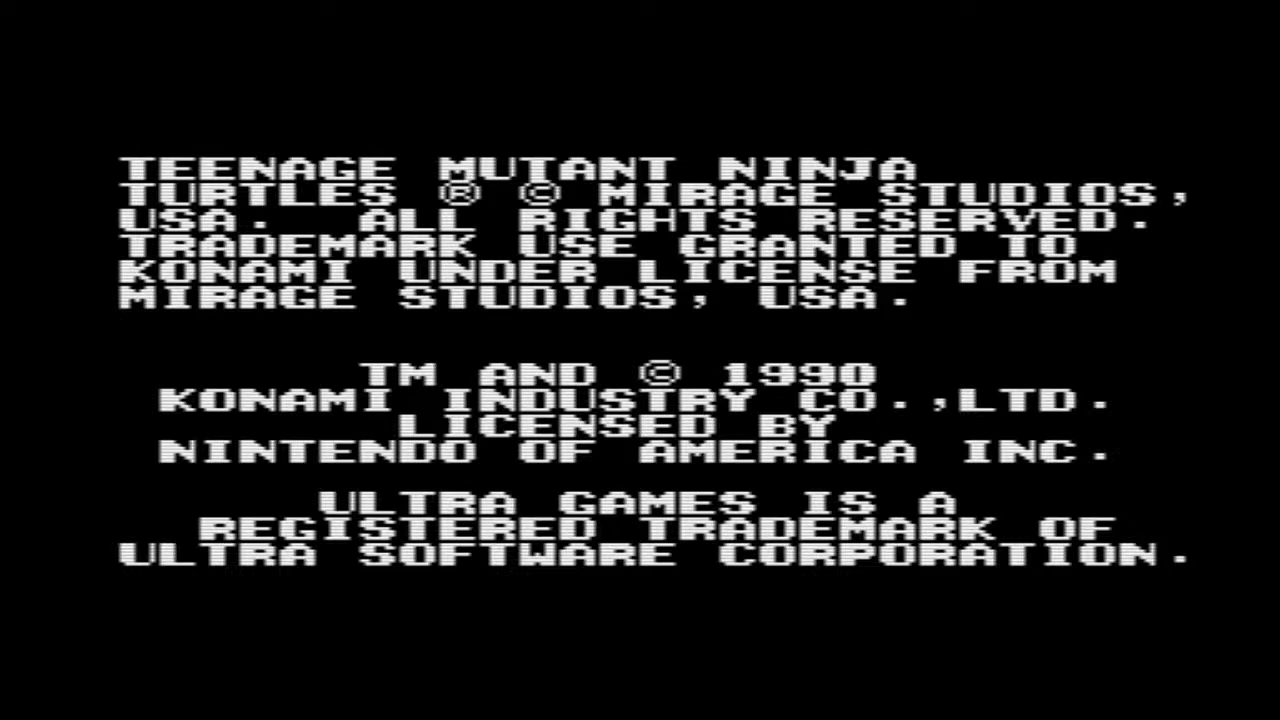 TEENAGE MUTANT NINJA
TURTLES ® © MIRAGE STUDIOS,
USA. ALL RIGHTS RESERVED.
TRADEMARK USE GRANTED TO
KONAMI UNDER LICENSE FROM
MIRAGE STUDIOS, USA.
TM AND © 1990
KONAMI INDUSTRY CO.,LTD.
LICENSED BY
NINTENDO OF AMERICA INC.
ULTRA GAMES IS A
REGISTERED TRADEMARK OF
ULTRA SOFTWARE CORPORATION.